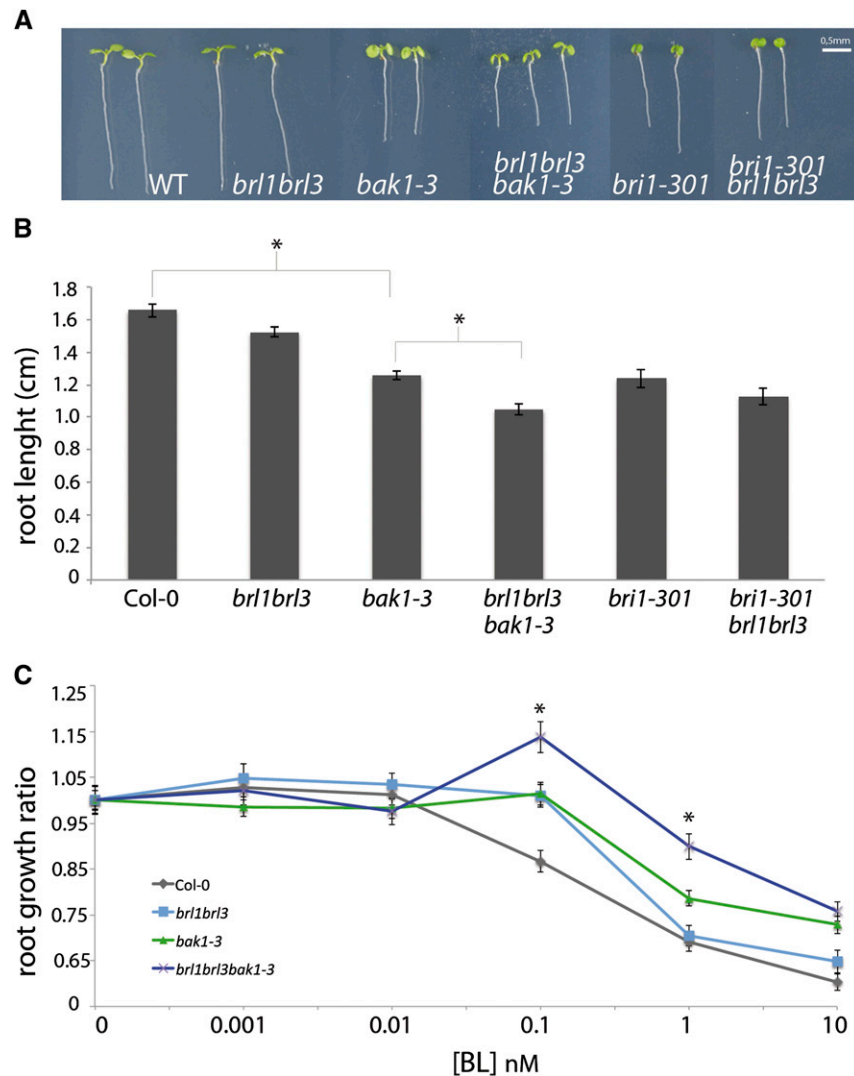 A
0,5mm
WT
brl1brl3
bak1-3
brl1brl3
bak1-3
bri1-301
bri1-301
brl1brl3
B
*
*
root lenght (cm)
1.8
1.6
1.4
1.2
1.0
0.8
0.6
0.4
0.2
0
Col-0
brl1brl3
bak1-3
brl1brl3
bak1-3
bri1-301
bri1-301
brl1brl3
C
root growth ratio
1.25
1.15
1.05
0.95
0.85
0.75
0.65
0
*
*
Col-0
brl1brl3
bak1-3
brl1brl3bak1-3
0
0.001
0.01
0.1
1
10
[BL] nM